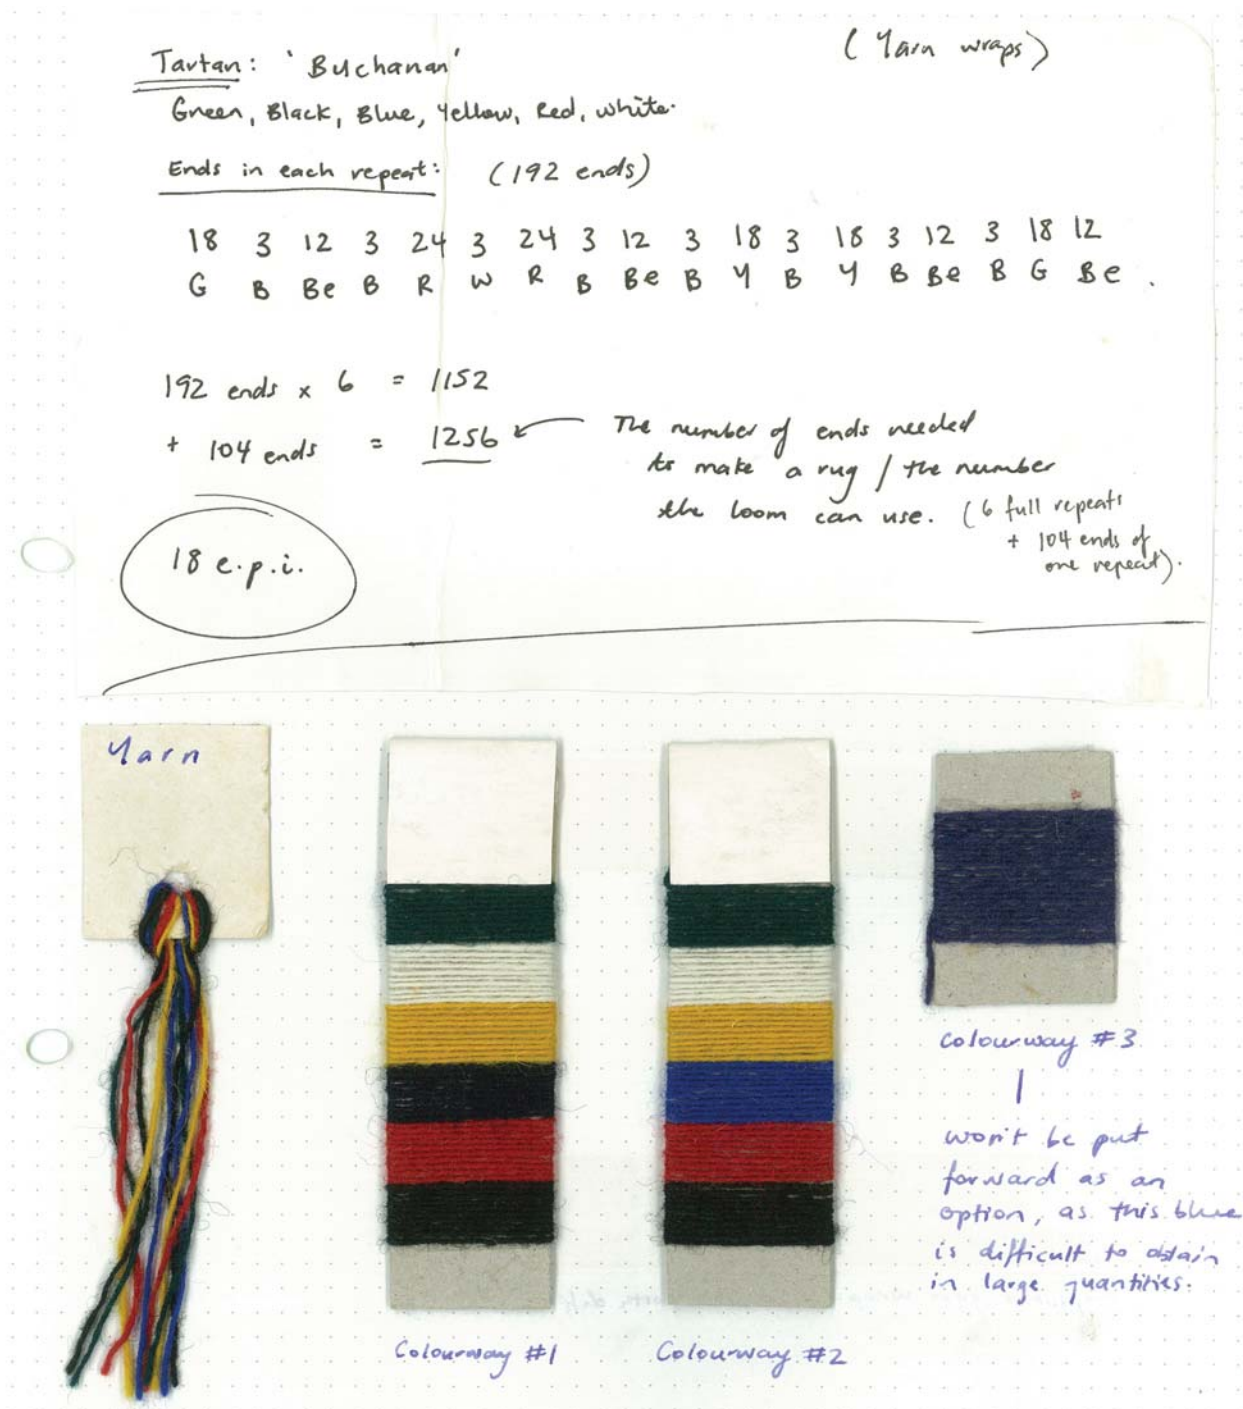 (Yarn wraps)
Tartan: 'Buchanan'
Green, Black, Blue, Yellow, Red, white.
Ends in each repeat: (192 ends)
18 3 12 3 24 3 24 3 12 3 18 3 18 3 12 3 18 12
G B Be B R W R B Be B Y B Y B Be B G Be.
192 ends x 6 = 1152
+ 104 ends = 1256
The number of ends needed
to make a rug / the number
the loom can use. (6 full repeats
+ 104 ends of
one repeat).
18 e.p.i.
Yarn
Colourway #1
Colourway #2
Colourway #3
won't be put
forward as an
option, as this blue
is difficult to obtain
in large quantities.